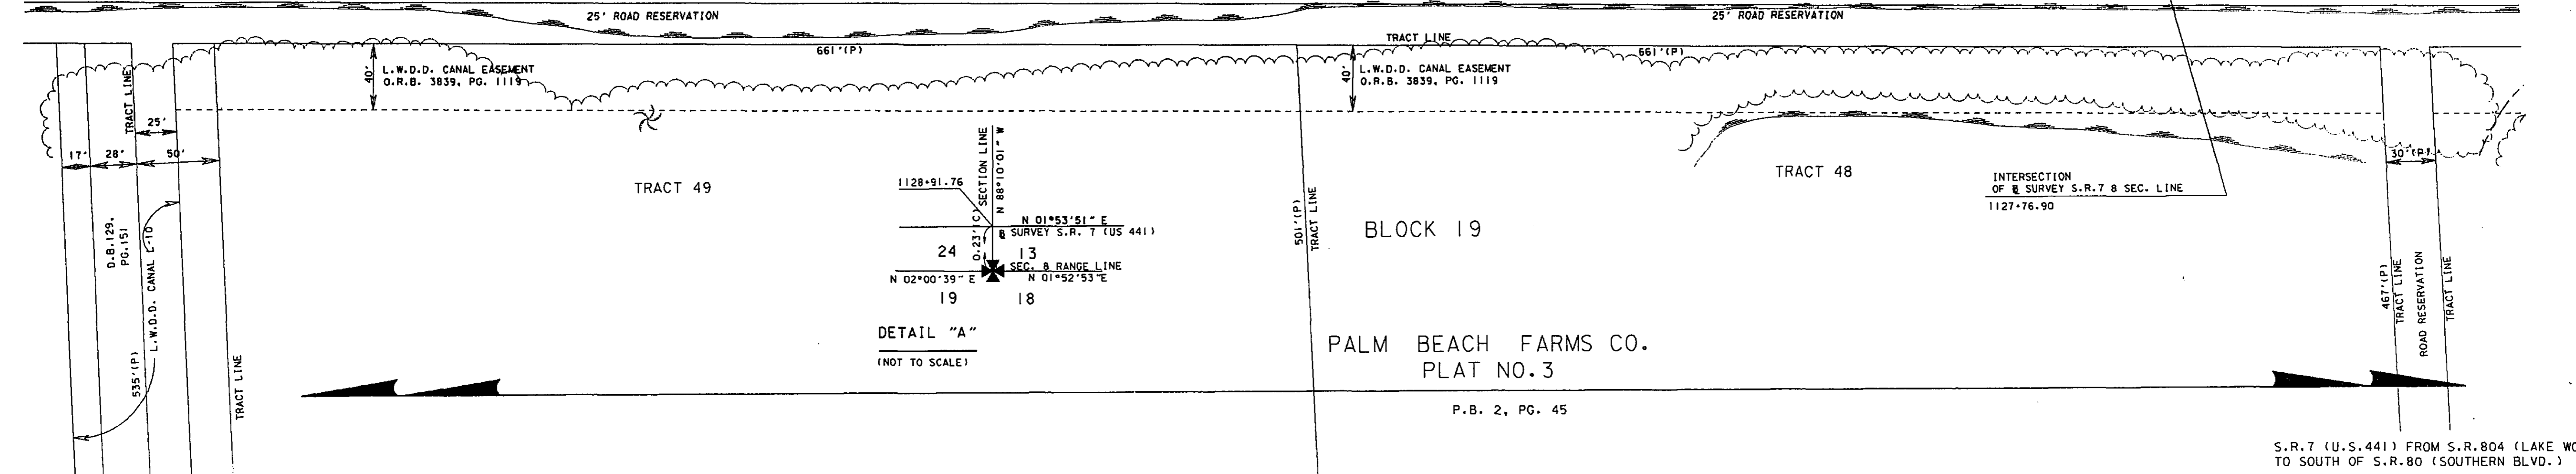 25' ROAD RESERVATION
25' ROAD RESERVATION
661'(P)
TRACT LINE
661'(P)
40'
L.W.D.D. CANAL EASEMENT
O.R.B. 3839, PG. 1119
40'
L.W.D.D. CANAL EASEMENT
O.R.B. 3839, PG. 1119
TRACT LINE
25'
17'
28'
50'
30'(P)
TRACT 49
TRACT 48
1128+91.76
SECTION LINE
N 88°10'01" W
INTERSECTION
OF ℄ SURVEY S.R.7 & SEC. LINE
1127+76.90
N 01°53'51" E
℄ SURVEY S.R. 7 (US 441)
0.23'(C)
24
13
SEC. & RANGE LINE
N 02°00'39" E
N 01°52'53"E
19
18
501'(P)
TRACT LINE
BLOCK 19
D.B.129,
PG.151
L.W.D.D. CANAL L-10
535'(P)
TRACT LINE
467'(P)
TRACT LINE
ROAD RESERVATION
TRACT LINE
DETAIL "A"
(NOT TO SCALE)
PALM BEACH FARMS CO.
PLAT NO.3
P.B. 2, PG. 45
S.R.7 (U.S.441) FROM S.R.804 (LAKE WO
TO SOUTH OF S.R.80 (SOUTHERN BLVD.)